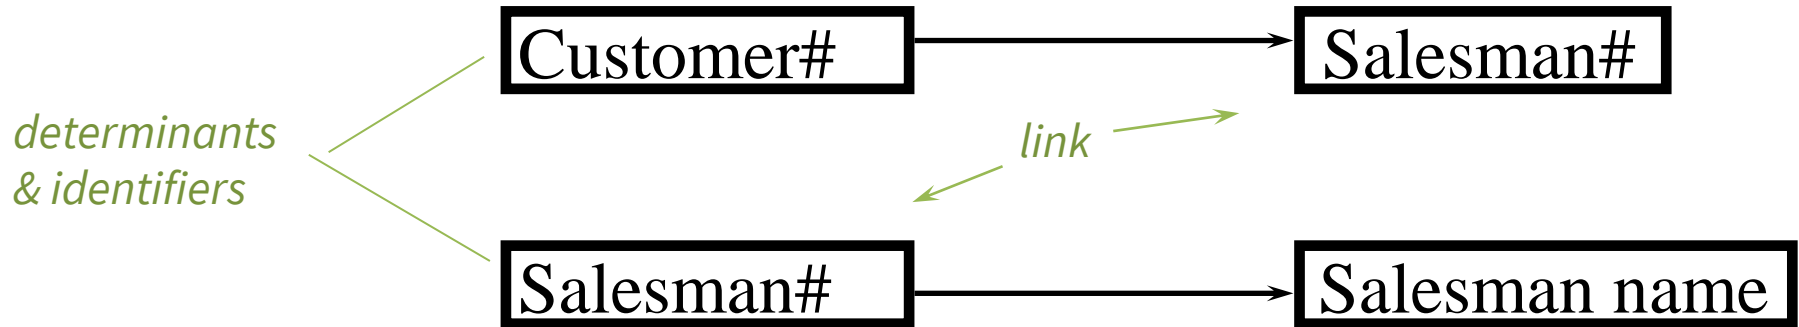 Customer#
Salesman#
determinants
& identifiers
link
Salesman#
Salesman name